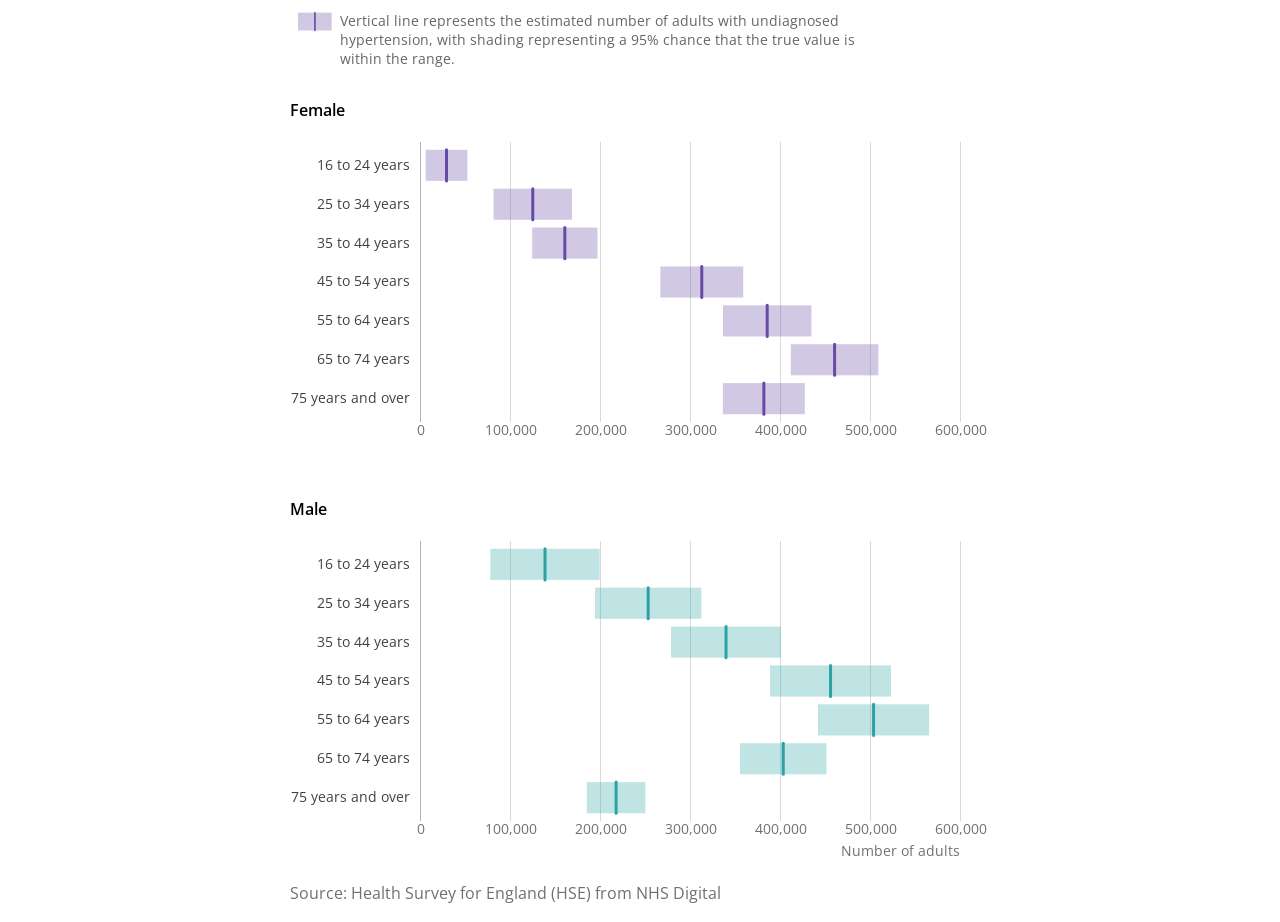 Vertical line represents the estimated number of adults with undiagnosed
hypertension, with shading representing a 95% chance that the true value is
within the range.
Female
16 to 24 years
25 to 34 years
35 to 44 years
45 to 54 years
55 to 64 years
65 to 74 years
75 years and over
0 100,000 200,000 300,000 400,000 500,000 600,000
Male
16 to 24 years
25 to 34 years
35 to 44 years
45 to 54 years
55 to 64 years
65 to 74 years
75 years and over
0 100,000 200,000 300,000 400,000 500,000 600,000
Number of adults
Source: Health Survey for England (HSE) from NHS Digital